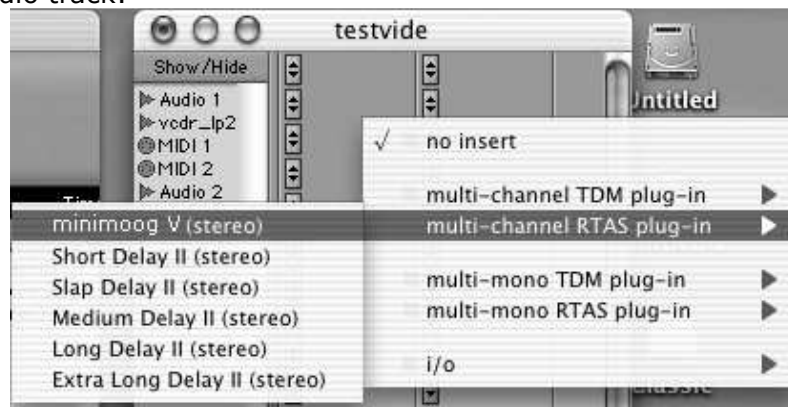 dio track.
testvide
Show/Hide
Audio 1
vcdr_lp2
MIDI 1
MIDI 2
Audio 2
Untitled
√ no insert
multi-channel TDM plug-in
multi-channel RTAS plug-in
multi-mono TDM plug-in
multi-mono RTAS plug-in
i/o
minimoog V (stereo)
Short Delay II (stereo)
Slap Delay II (stereo)
Medium Delay II (stereo)
Long Delay II (stereo)
Extra Long Delay II (stereo)